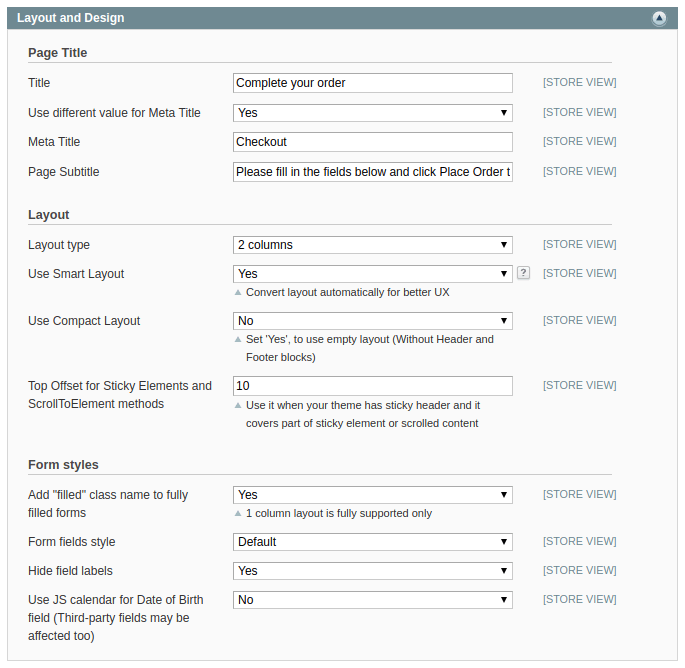 Layout and Design
Page Title
Title Complete your order [STORE VIEW]
Use different value for Meta Title Yes [STORE VIEW]
Meta Title Checkout [STORE VIEW]
Page Subtitle Please fill in the fields below and click Place Order t [STORE VIEW]
Layout
Layout type 2 columns [STORE VIEW]
Use Smart Layout Yes ? [STORE VIEW]
Convert layout automatically for better UX
Use Compact Layout No [STORE VIEW]
Set 'Yes', to use empty layout (Without Header and
Footer blocks)
Top Offset for Sticky Elements and 10 [STORE VIEW]
ScrollToElement methods
Use it when your theme has sticky header and it
covers part of sticky element or scrolled content
Form styles
Add "filled" class name to fully Yes [STORE VIEW]
filled forms
1 column layout is fully supported only
Form fields style Default [STORE VIEW]
Hide field labels Yes [STORE VIEW]
Use JS calendar for Date of Birth No [STORE VIEW]
field (Third-party fields may be
affected too)